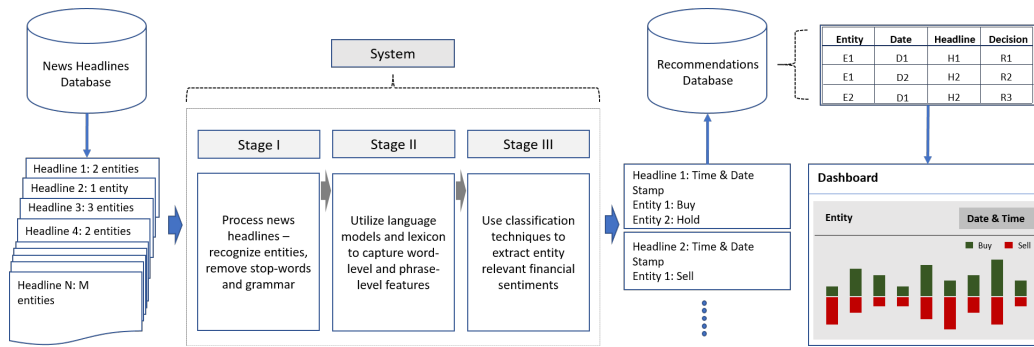 News Headlines
Database
Headline 1: 2 entities
Headline 2: 1 entity
Headline 3: 3 entities
Headline 4: 2 entities
Headline N: M
entities
System
Stage I
Process news
headlines –
recognize entities,
remove stop-words
and grammar
Stage II
Utilize language
models and lexicon
to capture word-
level and phrase-
level features
Stage III
Use classification
techniques to
extract entity
relevant financial
sentiments
Recommendations
Database
Headline 1: Time & Date
Stamp
Entity 1: Buy
Entity 2: Hold
Headline 2: Time & Date
Stamp
Entity 1: Sell
Entity Date Headline Decision
E1 D1 H1 R1
E1 D2 H2 R2
E2 D1 H2 R3
Dashboard
Entity Date & Time
Buy Sell